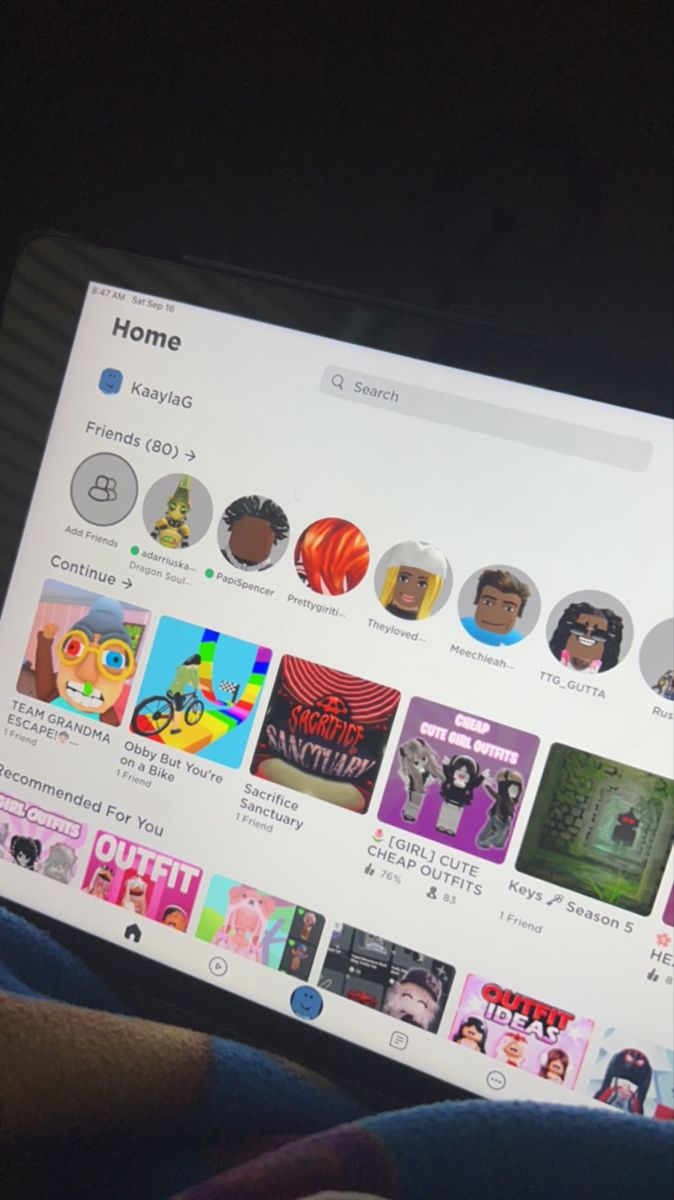 8:47 AM Sat Sep 16
Home
KaaylaG
Search
Friends (80) →
Add Friends
adarriuska...
Dragon Soul...
PapiSpencer
Prettygirlti...
Theyloved...
Meechieah...
TTG_GUTTA
Rus
Continue →
SACRIFICE
SANCTUARY
CHEAP
CUTE GIRL OUTFITS
TEAM GRANDMA
ESCAPE!👵...
1 Friend
Obby But You're
on a Bike
1 Friend
Sacrifice
Sanctuary
1 Friend
🌷 [GIRL] CUTE
CHEAP OUTFITS
76%
83
Keys 🗝️ Season 5
1 Friend
HE
8
Recommended For You
GIRL OUTFITS
OUTFIT
OUTFIT
IDEAS